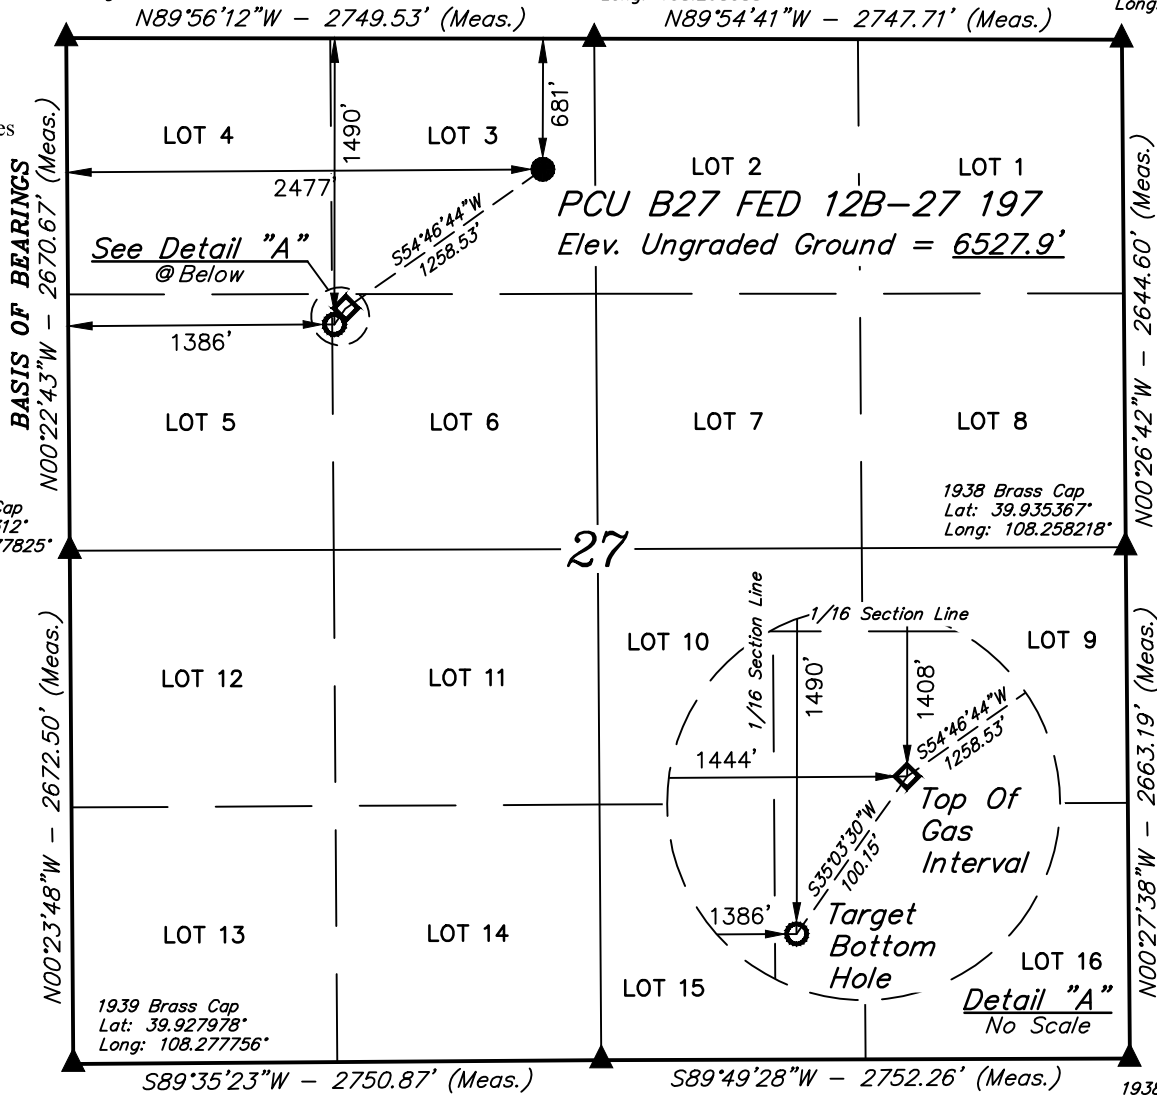 N89°56'12"W – 2749.53' (Meas.)
N89°54'41"W – 2747.71' (Meas.)
Long:
es
BASIS OF BEARINGS
N00°22'43"W – 2670.67' (Meas.)
LOT 4
1490'
LOT 3
681'
2477'
LOT 2
LOT 1
PCU B27 FED 12B–27 197
Elev. Ungraded Ground = 6527.9'
S54°46'44"W
1258.53'
See Detail "A"
@ Below
1386'
LOT 5
LOT 6
LOT 7
LOT 8
N00°26'42"W – 2644.60' (Meas.)
1938 Brass Cap
Lat: 39.935367°
Long: 108.258218°
Cap
312°
77825°
27
N00°23'48"W – 2672.50' (Meas.)
LOT 12
LOT 11
LOT 10
LOT 9
1/16 Section Line
1/16 Section Line
1490'
1408'
S54°46'44"W
1258.53'
1444'
Top Of
Gas
Interval
S35°03'30"W
100.15'
1386'
Target
Bottom
Hole
LOT 13
LOT 14
LOT 15
LOT 16
Detail "A"
No Scale
N00°27'38"W – 2663.19' (Meas.)
1939 Brass Cap
Lat: 39.927978°
Long: 108.277756°
S89°35'23"W – 2750.87' (Meas.)
S89°49'28"W – 2752.26' (Meas.)
1938